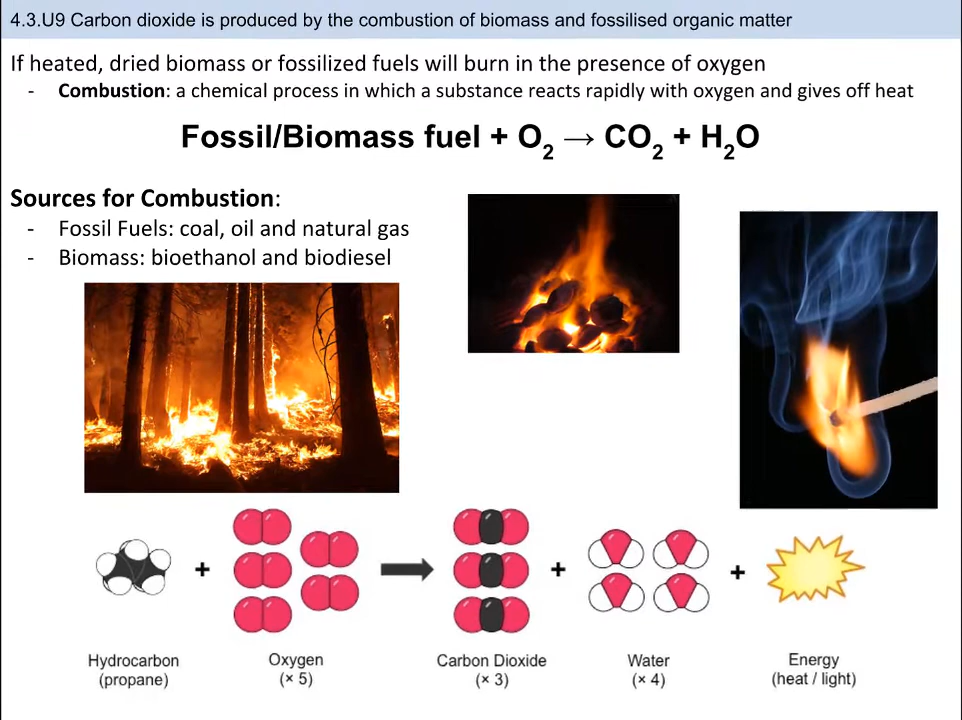 4.3.U9 Carbon dioxide is produced by the combustion of biomass and fossilised organic matter
If heated, dried biomass or fossilized fuels will burn in the presence of oxygen
- Combustion: a chemical process in which a substance reacts rapidly with oxygen and gives off heat
Fossil/Biomass fuel + O₂ → CO₂ + H₂O
Sources for Combustion:
- Fossil Fuels: coal, oil and natural gas
- Biomass: bioethanol and biodiesel
+ + +
Hydrocarbon
(propane)
Oxygen
(× 5)
Carbon Dioxide
(× 3)
Water
(× 4)
Energy
(heat / light)